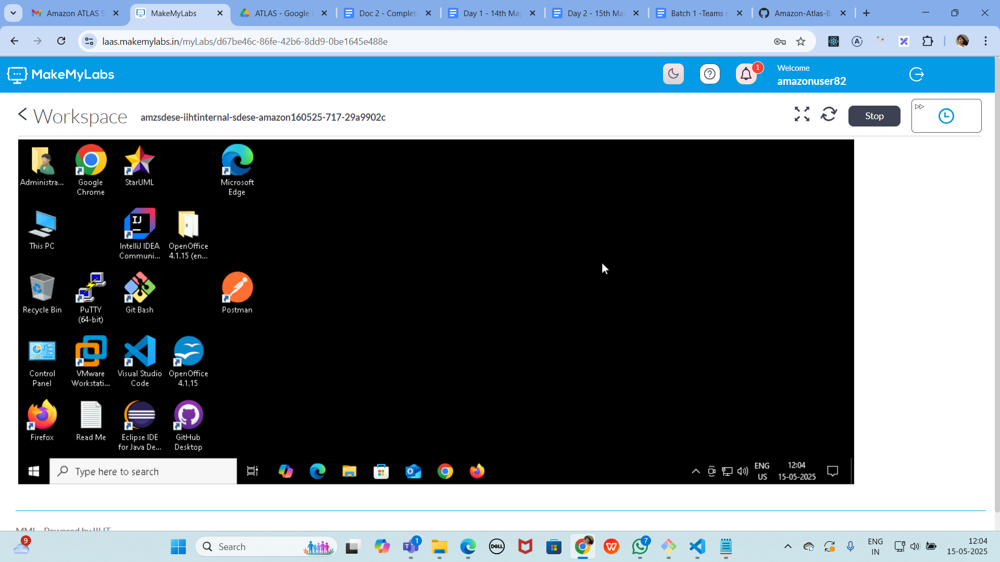 Amazon ATLAS S
MakeMyLabs
ATLAS - Google
Doc 2 - Complet
Day 1 - 14th May
Day 2 - 15th May
Batch 1 -Teams
Amazon-Atlas-B
laas.makemylabs.in/myLabs/d67be46c-86fe-42b6-8dd9-0be1645e488e
MakeMyLabs
1
Welcome
amazonuser82
Workspace
amzsdese-iihtinternal-sdese-amazon160525-717-29a9902c
Stop
Administra...
Google
Chrome
StarUML
Microsoft
Edge
This PC
IJ
IntelliJ IDEA
Communi...
OpenOffice
4.1.15 (en...
Recycle Bin
PuTTY
(64-bit)
Git Bash
Postman
Control
Panel
VMware
Workstati...
Visual Studio
Code
OpenOffice
4.1.15
Firefox
Read Me
Eclipse IDE
for Java De...
GitHub
Desktop
Type here to search
ENG
US
12:04
15-05-2025
MML - Powered by IIHT
9
Search
1
DELL
7
ENG
IN
12:04
15-05-2025